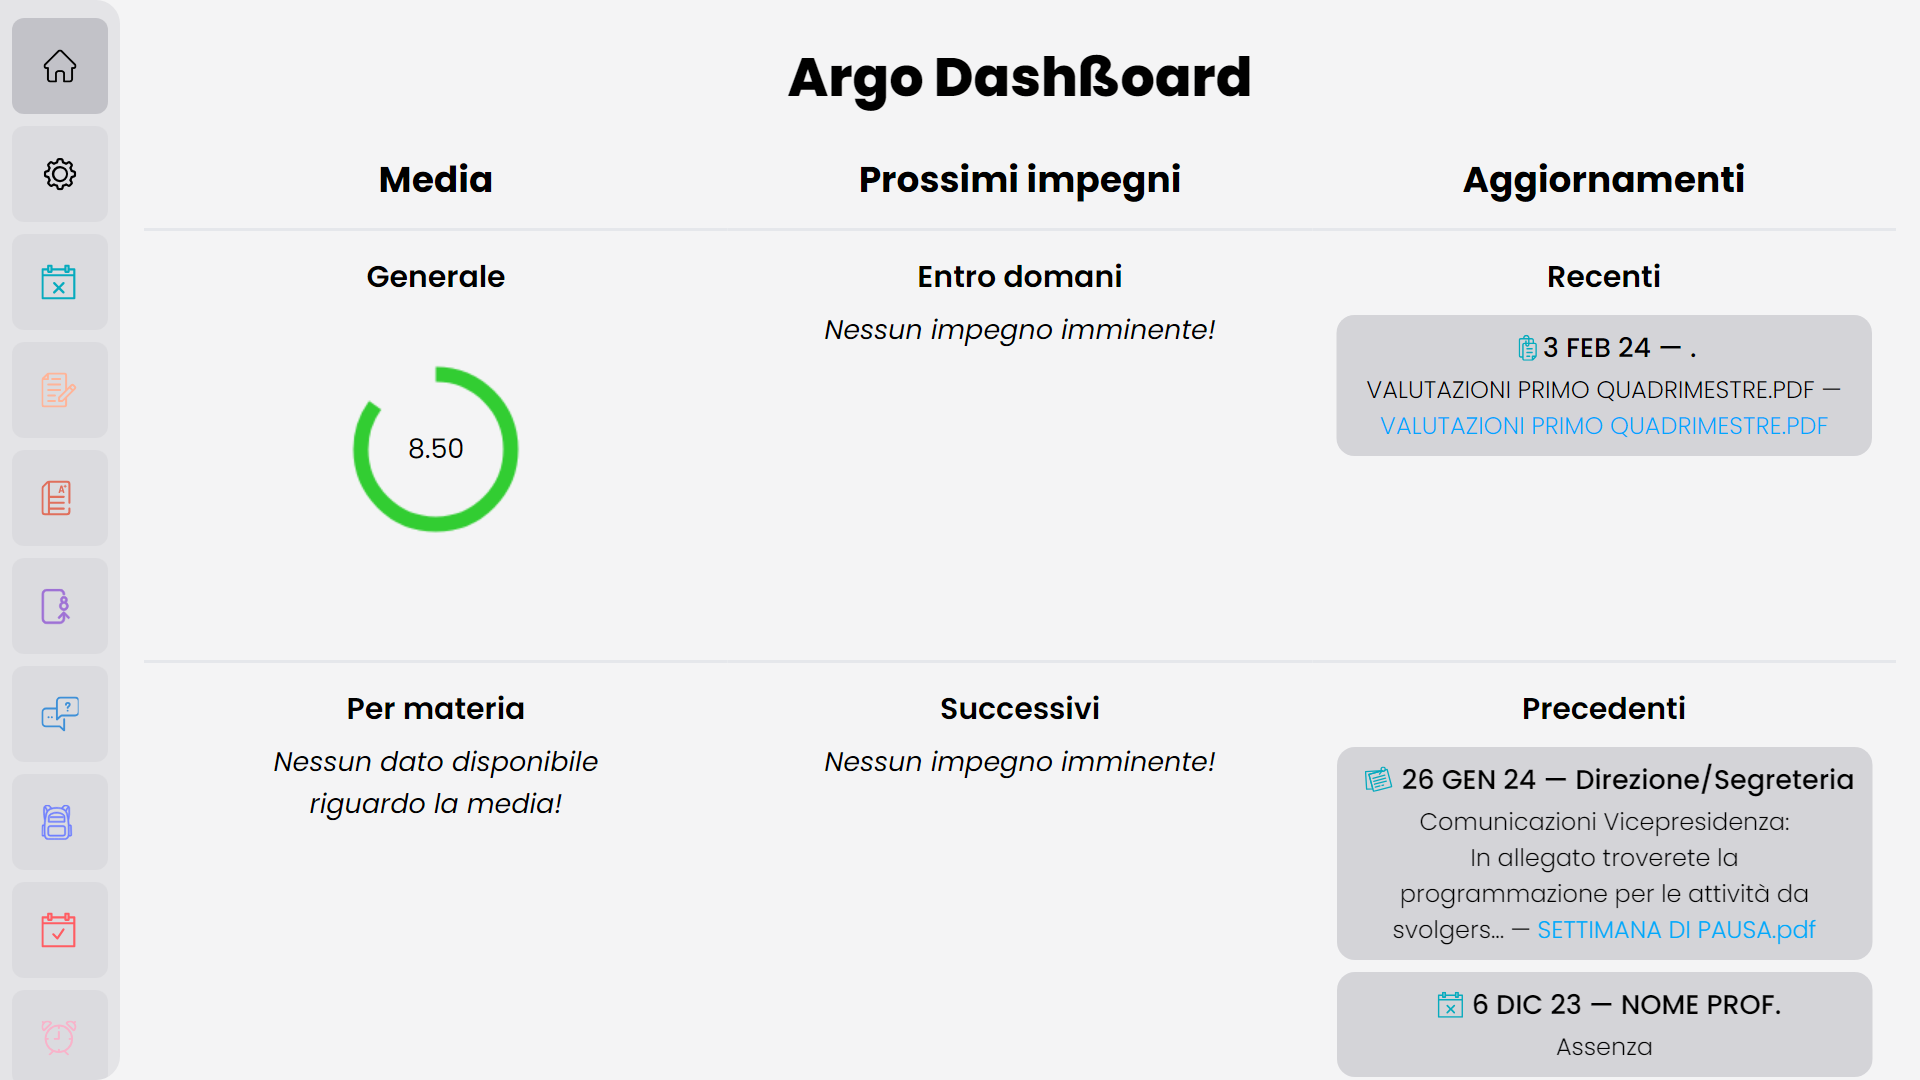 Argo Dashßoard
Media
Prossimi impegni
Aggiornamenti
Generale
8.50
Entro domani
Nessun impegno imminente!
Recenti
3 FEB 24 — .
VALUTAZIONI PRIMO QUADRIMESTRE.PDF —
VALUTAZIONI PRIMO QUADRIMESTRE.PDF
Per materia
Nessun dato disponibile
riguardo la media!
Successivi
Nessun impegno imminente!
Precedenti
26 GEN 24 — Direzione/Segreteria
Comunicazioni Vicepresidenza:
In allegato troverete la
programmazione per le attività da
svolgers... — SETTIMANA DI PAUSA.pdf
6 DIC 23 — NOME PROF.
Assenza